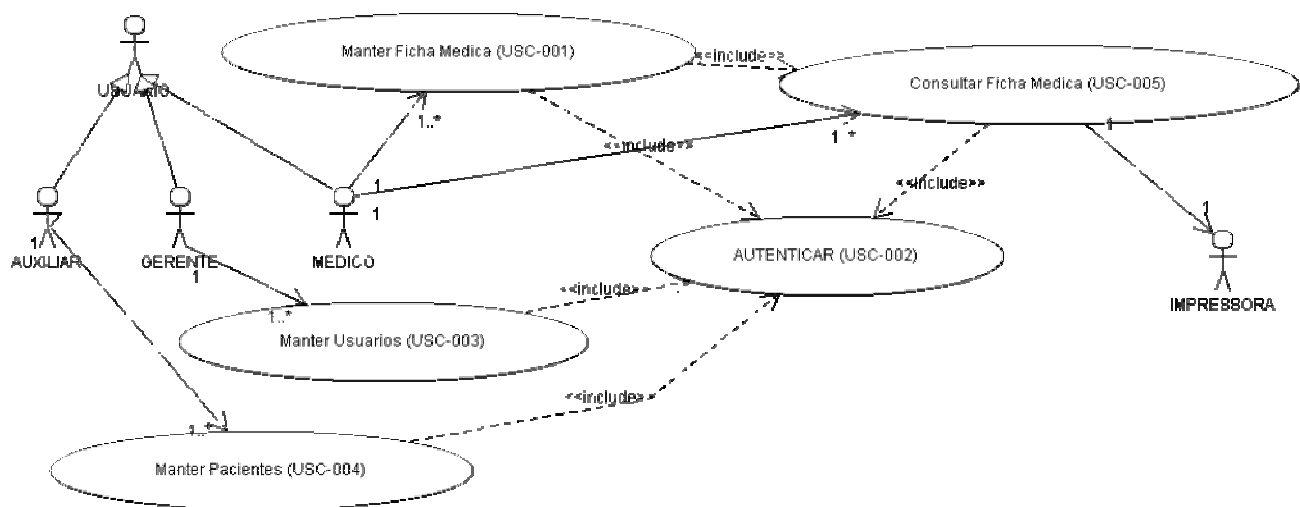 Manter Ficha Medica (USC-001)
<<include>>
Consultar Ficha Medica (USC-005)
USUARIO
1..*
1
1..*
<<include>>
<<include>>
1
1
1
1
AUXILIAR
GERENTE
MEDICO
AUTENTICAR (USC-002)
1
IMPRESSORA
1
<<include>>
1..*
Manter Usuarios (USC-003)
<<include>>
1..*
Manter Pacientes (USC-004)